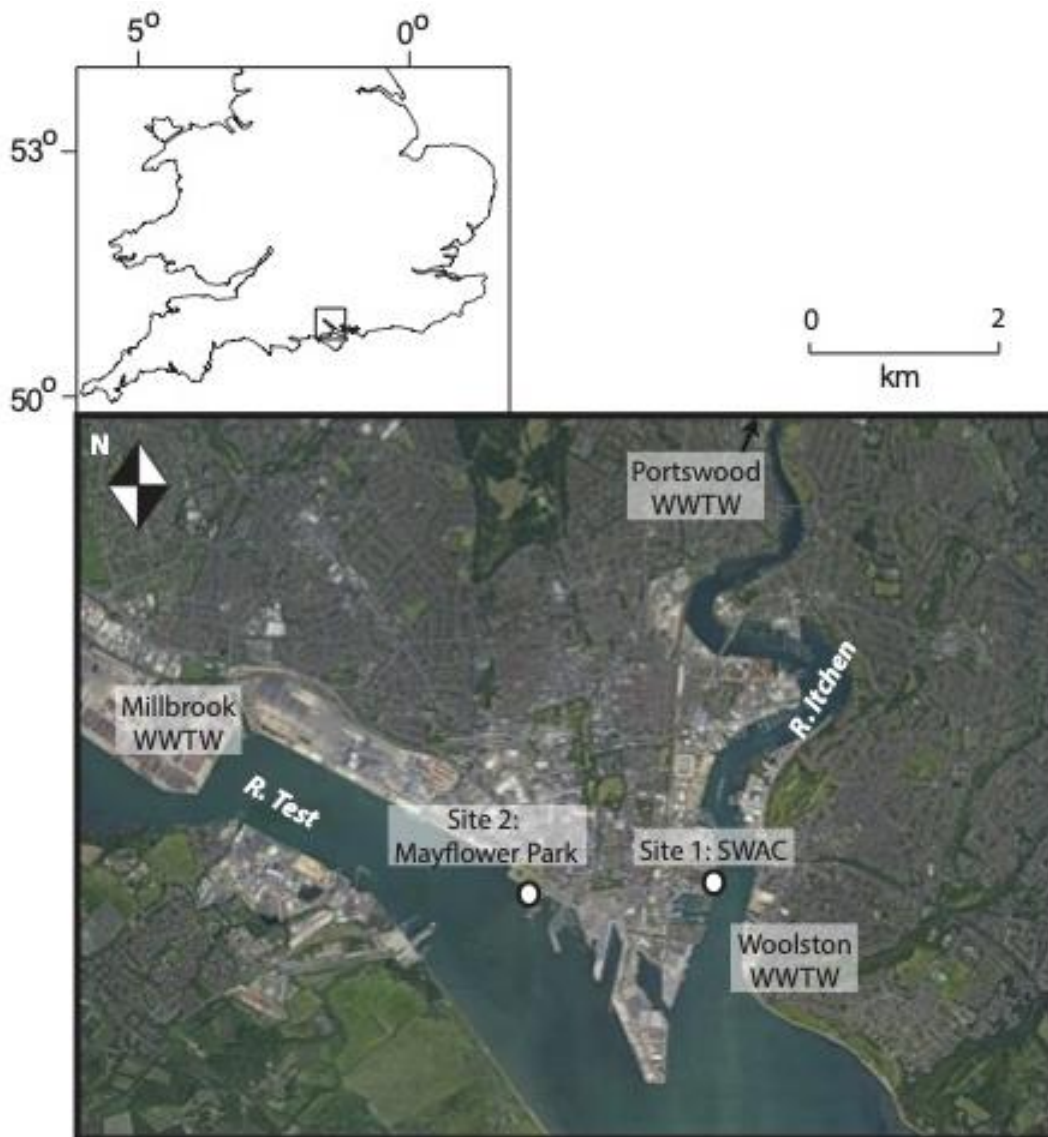 5°
0°
53°
50°
0
2
km
N
Portswood
WWTW
R. Itchen
Millbrook
WWTW
R. Test
Site 2:
Mayflower Park
Site 1: SWAC
Woolston
WWTW